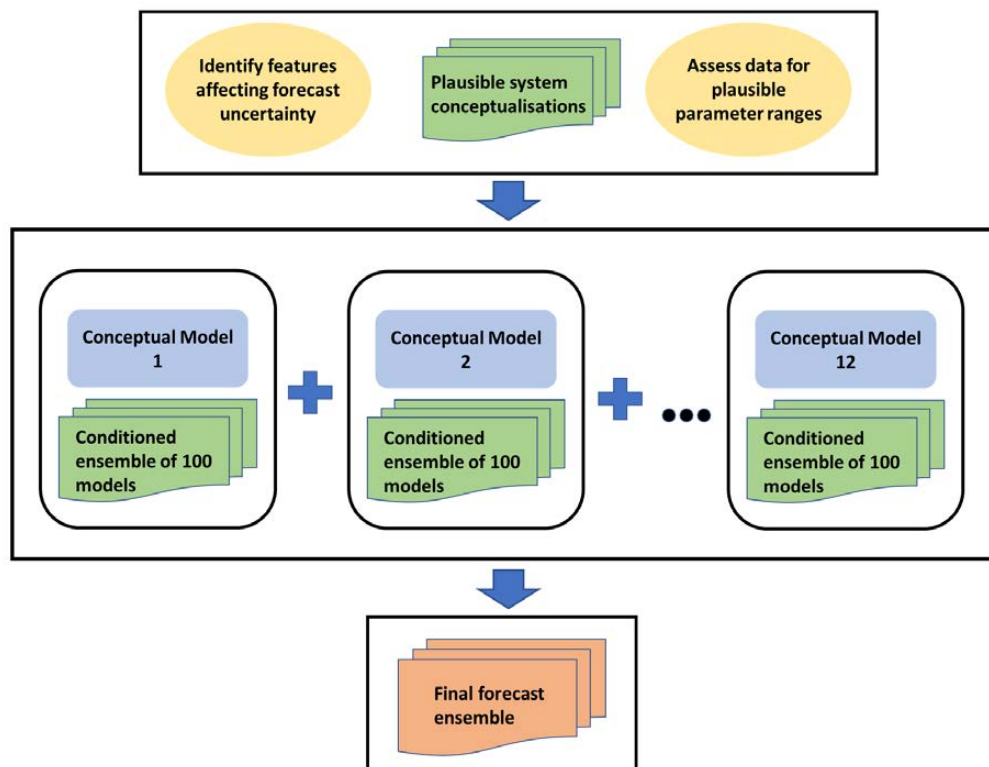 Identify features
affecting forecast
uncertainty
Plausible system
conceptualisations
Assess data for
plausible
parameter ranges
Conceptual Model
1
Conditioned
ensemble of 100
models
Conceptual Model
2
Conditioned
ensemble of 100
models
Conceptual Model
12
Conditioned
ensemble of 100
models
Final forecast
ensemble